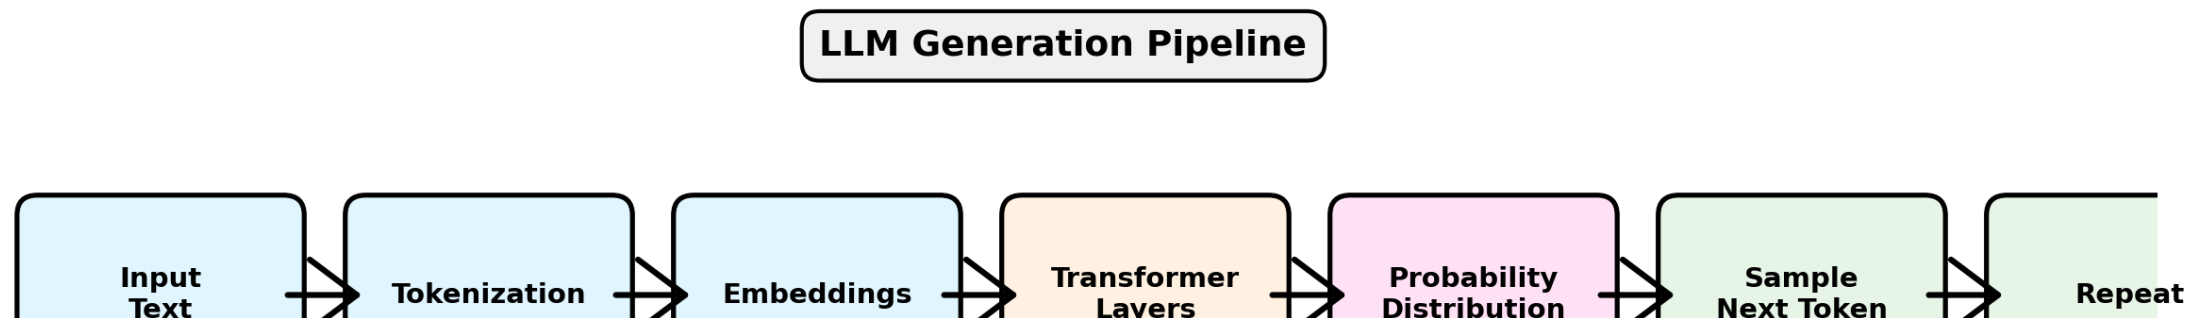 LLM Generation Pipeline
Input
Text
Tokenization
Embeddings
Transformer
Layers
Probability
Distribution
Sample
Next Token
Repeat